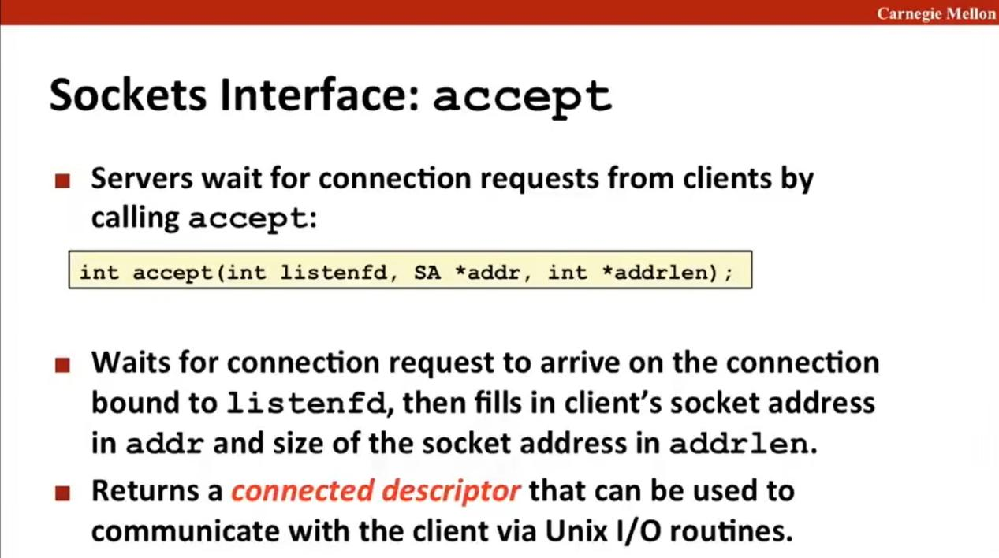 Carnegie Mellon
Sockets Interface: accept
■ Servers wait for connection requests from clients by
calling accept:
int accept(int listenfd, SA *addr, int *addrlen);
■ Waits for connection request to arrive on the connection
bound to listenfd, then fills in client’s socket address
in addr and size of the socket address in addrlen.
■ Returns a connected descriptor that can be used to
communicate with the client via Unix I/O routines.